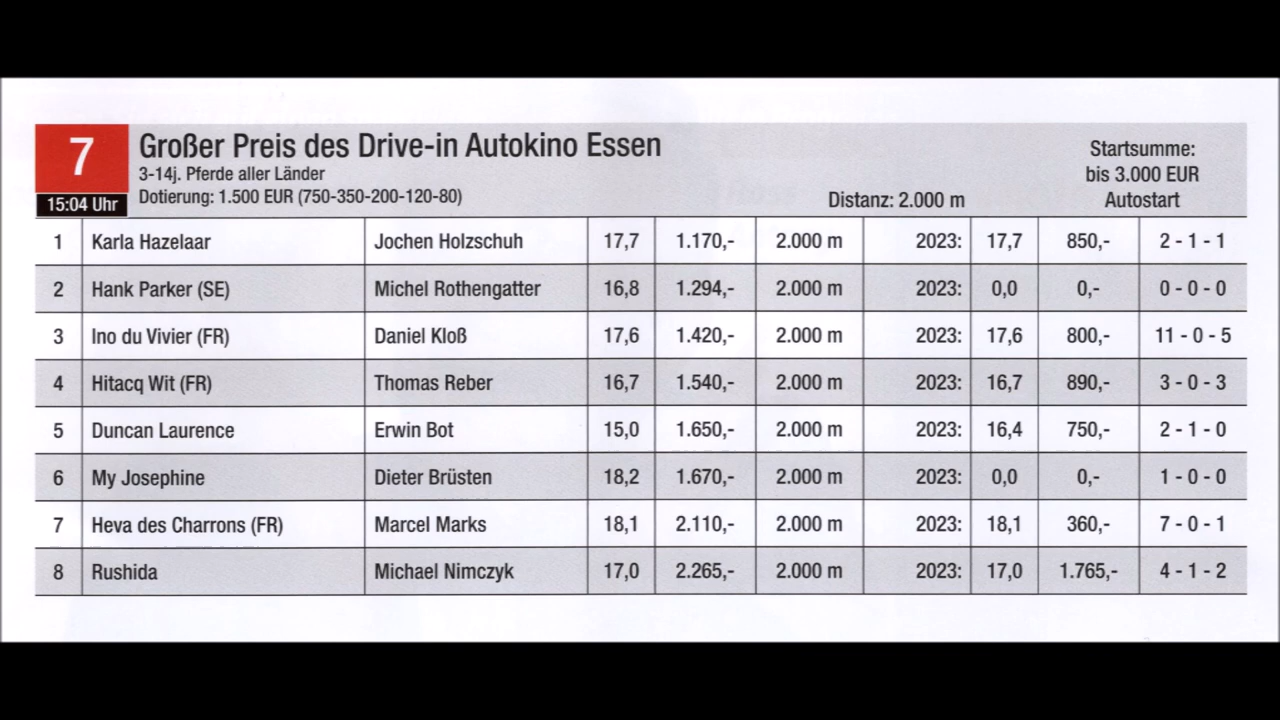 7
15:04 Uhr
Großer Preis des Drive-in Autokino Essen
3-14j. Pferde aller Länder
Dotierung: 1.500 EUR (750-350-200-120-80)
Distanz: 2.000 m
Startsumme:
bis 3.000 EUR
Autostart
1 Karla Hazelaar Jochen Holzschuh 17,7 1.170,- 2.000 m 2023: 17,7 850,- 2 - 1 - 1
2 Hank Parker (SE) Michel Rothengatter 16,8 1.294,- 2.000 m 2023: 0,0 0,- 0 - 0 - 0
3 Ino du Vivier (FR) Daniel Kloß 17,6 1.420,- 2.000 m 2023: 17,6 800,- 11 - 0 - 5
4 Hitacq Wit (FR) Thomas Reber 16,7 1.540,- 2.000 m 2023: 16,7 890,- 3 - 0 - 3
5 Duncan Laurence Erwin Bot 15,0 1.650,- 2.000 m 2023: 16,4 750,- 2 - 1 - 0
6 My Josephine Dieter Brüsten 18,2 1.670,- 2.000 m 2023: 0,0 0,- 1 - 0 - 0
7 Heva des Charrons (FR) Marcel Marks 18,1 2.110,- 2.000 m 2023: 18,1 360,- 7 - 0 - 1
8 Rushida Michael Nimczyk 17,0 2.265,- 2.000 m 2023: 17,0 1.765,- 4 - 1 - 2